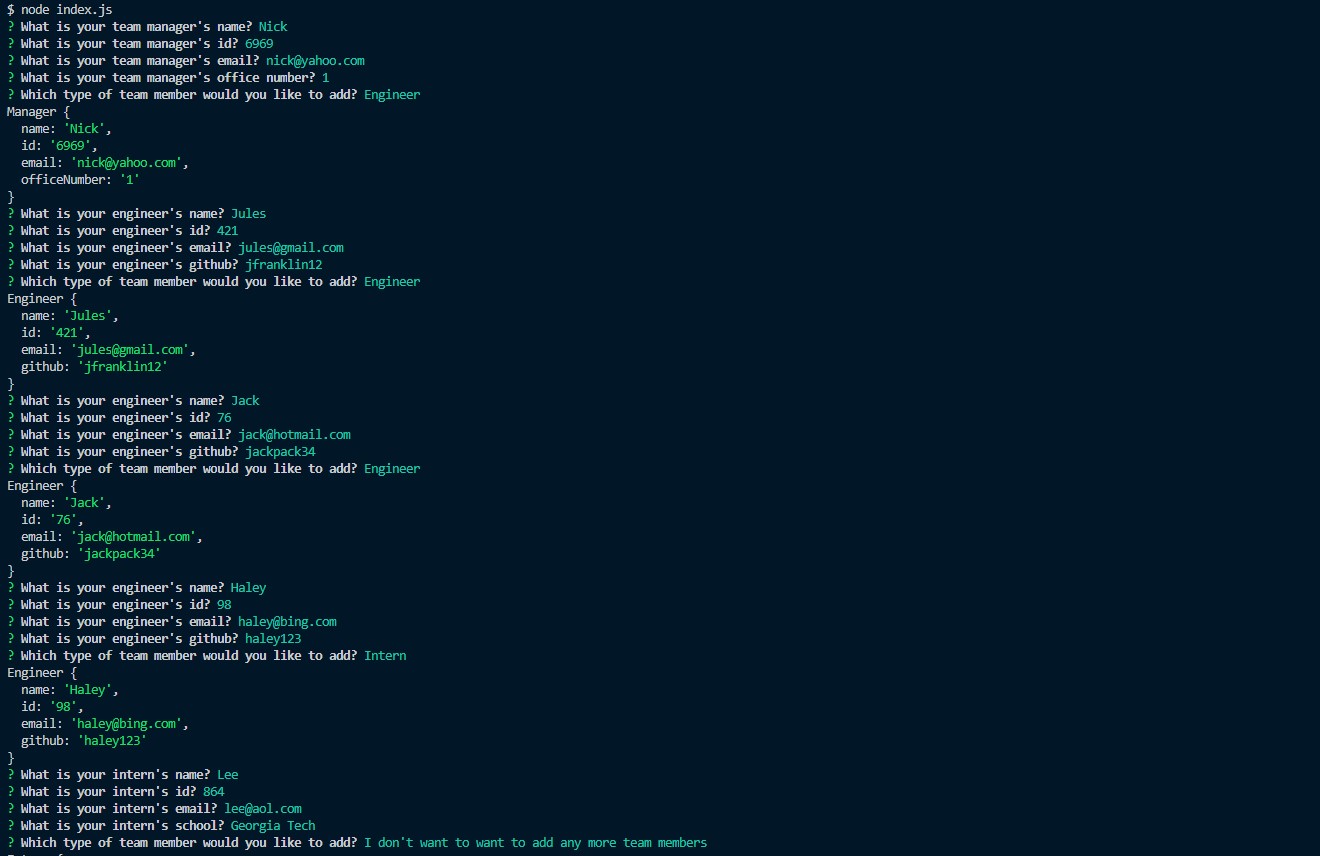 $ node index.js
? What is your team manager's name? Nick
? What is your team manager's id? 6969
? What is your team manager's email? nick@yahoo.com
? What is your team manager's office number? 1
? Which type of team member would you like to add? Engineer
Manager {
  name: 'Nick',
  id: '6969',
  email: 'nick@yahoo.com',
  officeNumber: '1'
}
? What is your engineer's name? Jules
? What is your engineer's id? 421
? What is your engineer's email? jules@gmail.com
? What is your engineer's github? jfranklin12
? Which type of team member would you like to add? Engineer
Engineer {
  name: 'Jules',
  id: '421',
  email: 'jules@gmail.com',
  github: 'jfranklin12'
}
? What is your engineer's name? Jack
? What is your engineer's id? 76
? What is your engineer's email? jack@hotmail.com
? What is your engineer's github? jackpack34
? Which type of team member would you like to add? Engineer
Engineer {
  name: 'Jack',
  id: '76',
  email: 'jack@hotmail.com',
  github: 'jackpack34'
}
? What is your engineer's name? Haley
? What is your engineer's id? 98
? What is your engineer's email? haley@bing.com
? What is your engineer's github? haley123
? Which type of team member would you like to add? Intern
Engineer {
  name: 'Haley',
  id: '98',
  email: 'haley@bing.com',
  github: 'haley123'
}
? What is your intern's name? Lee
? What is your intern's id? 864
? What is your intern's email? lee@aol.com
? What is your intern's school? Georgia Tech
? Which type of team member would you like to add? I don't want to want to add any more team members